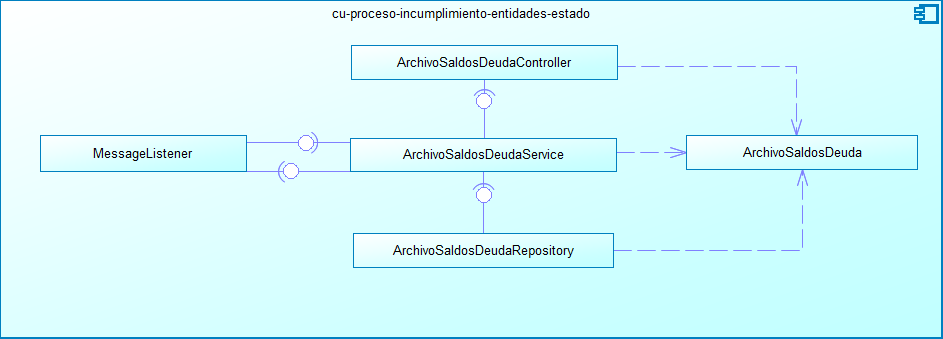 cu-proceso-incumplimiento-entidades-estado
ArchivoSaldosDeudaController
MessageListener
ArchivoSaldosDeudaService
ArchivoSaldosDeuda
ArchivoSaldosDeudaRepository